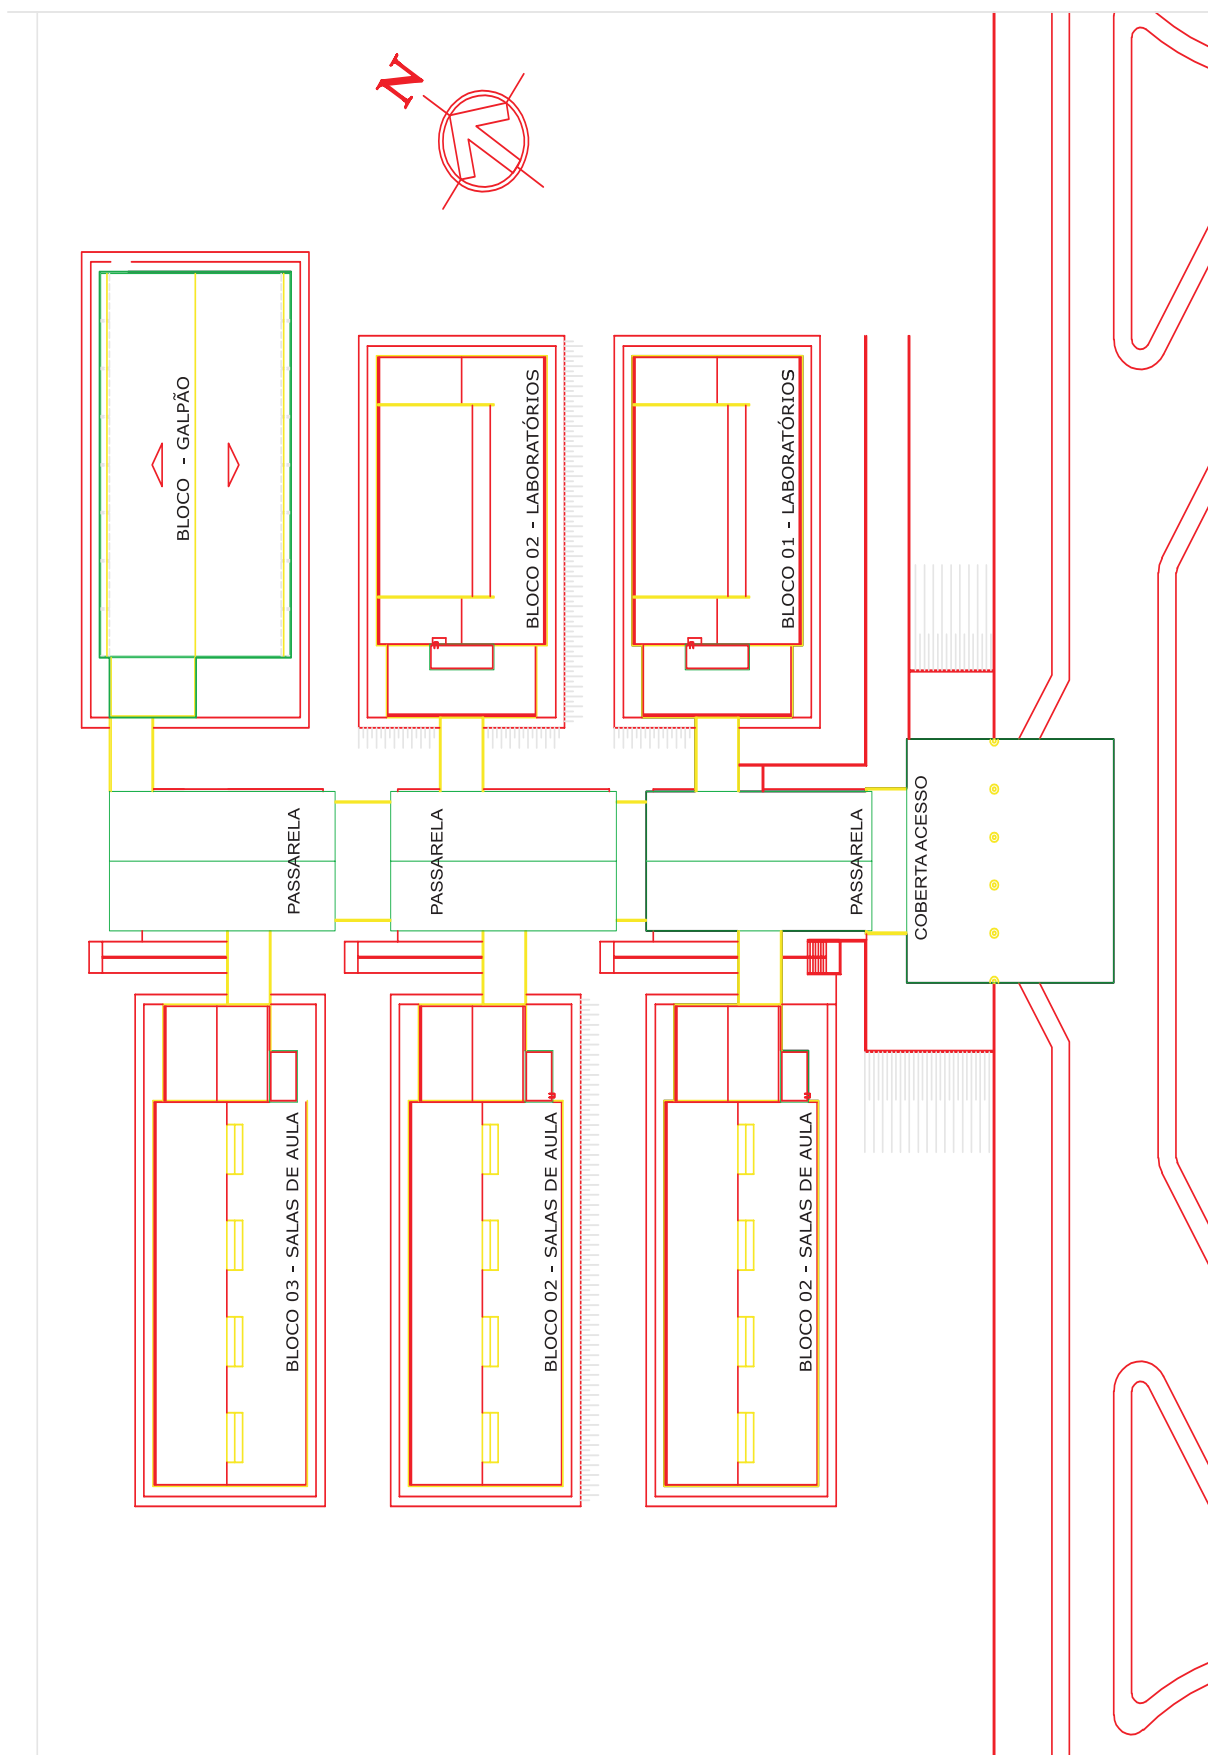 N
BLOCO - GALPÃO
BLOCO 02 - LABORATÓRIOS
BLOCO 01 - LABORATÓRIOS
PASSARELA
PASSARELA
PASSARELA
COBERTA ACESSO
BLOCO 03 - SALAS DE AULA
BLOCO 02 - SALAS DE AULA
BLOCO 02 - SALAS DE AULA